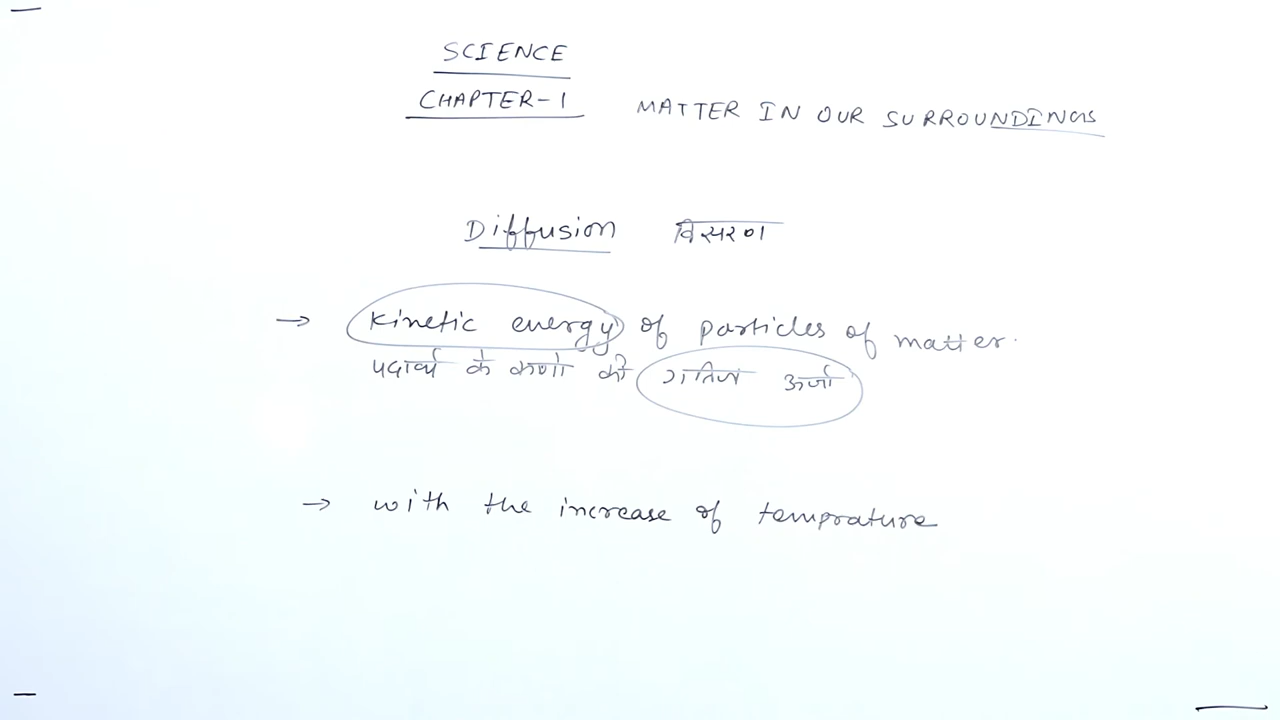 SCIENCE
CHAPTER-1 MATTER IN OUR SURROUNDINGS
Diffusion विसरण
→ Kinetic energy of particles of matter.
पदार्थ के कणों की गतिज ऊर्जा
→ with the increase of temprature